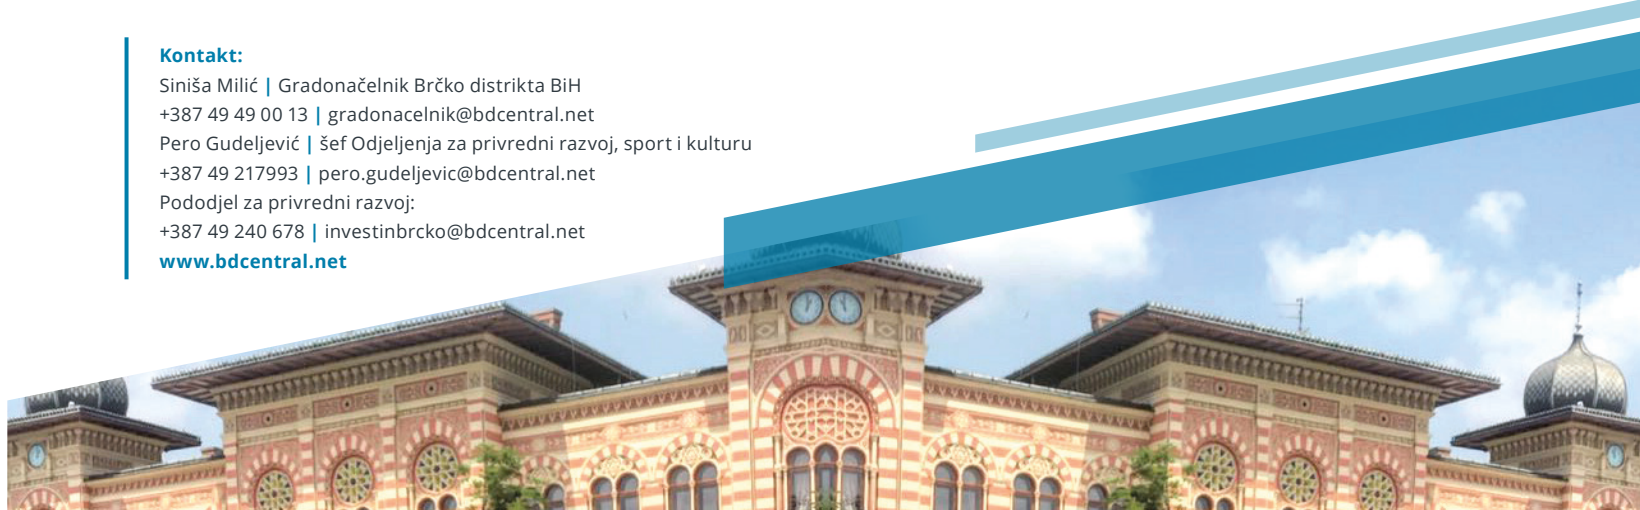 Kontakt:
Siniša Milić | Gradonačelnik Brčko distrikta BiH
+387 49 49 00 13 | gradonacelnik@bdcentral.net
Pero Gudeljević | šef Odjeljenja za privredni razvoj, sport i kulturu
+387 49 217993 | pero.gudeljevic@bdcentral.net
Pododjel za privredni razvoj:
+387 49 240 678 | investinbrcko@bdcentral.net
www.bdcentral.net